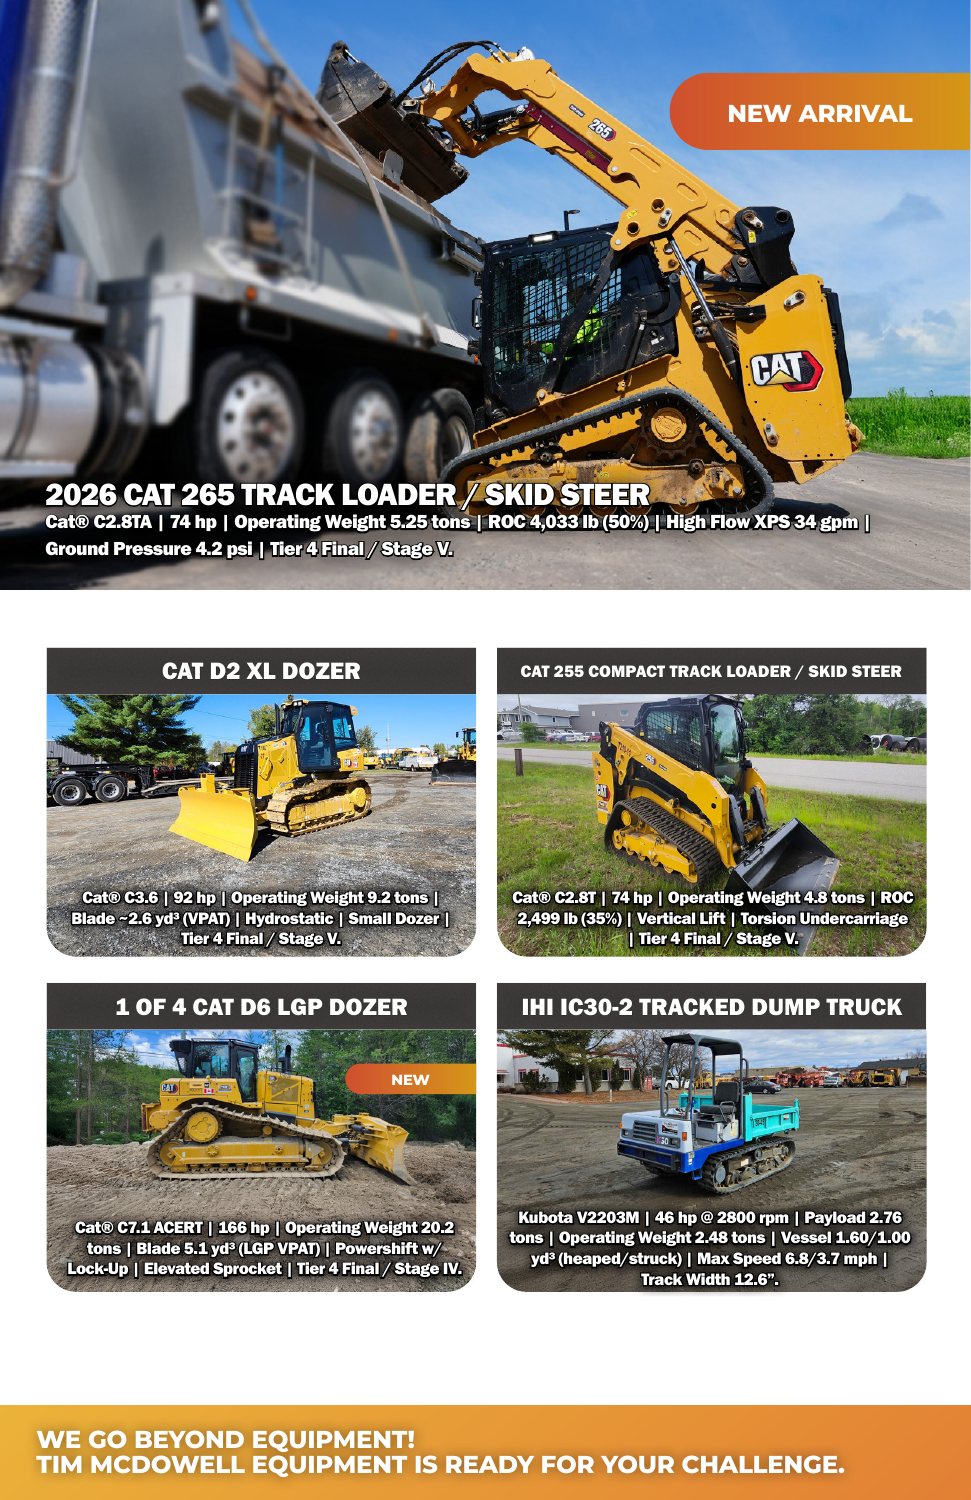 NEW ARRIVAL
265
CAT
2026 CAT 265 TRACK LOADER / SKID STEER
Cat® C2.8TA | 74 hp | Operating Weight 5.25 tons | ROC 4,033 lb (50%) | High Flow XPS 34 gpm |
Ground Pressure 4.2 psi | Tier 4 Final / Stage V.
CAT D2 XL DOZER
Cat® C3.6 | 92 hp | Operating Weight 9.2 tons |
Blade ~2.6 yd³ (VPAT) | Hydrostatic | Small Dozer |
Tier 4 Final / Stage V.
CAT 255 COMPACT TRACK LOADER / SKID STEER
CAT
Cat® C2.8T | 74 hp | Operating Weight 4.8 tons | ROC
2,499 lb (35%) | Vertical Lift | Torsion Undercarriage
| Tier 4 Final / Stage V.
1 OF 4 CAT D6 LGP DOZER
NEW
CAT
Cat® C7.1 ACERT | 166 hp | Operating Weight 20.2
tons | Blade 5.1 yd³ (LGP VPAT) | Powershift w/
Lock-Up | Elevated Sprocket | Tier 4 Final / Stage IV.
IHI IC30-2 TRACKED DUMP TRUCK
Kubota V2203M | 46 hp @ 2800 rpm | Payload 2.76
tons | Operating Weight 2.48 tons | Vessel 1.60/1.00
yd³ (heaped/struck) | Max Speed 6.8/3.7 mph |
Track Width 12.6”.
WE GO BEYOND EQUIPMENT!
TIM MCDOWELL EQUIPMENT IS READY FOR YOUR CHALLENGE.